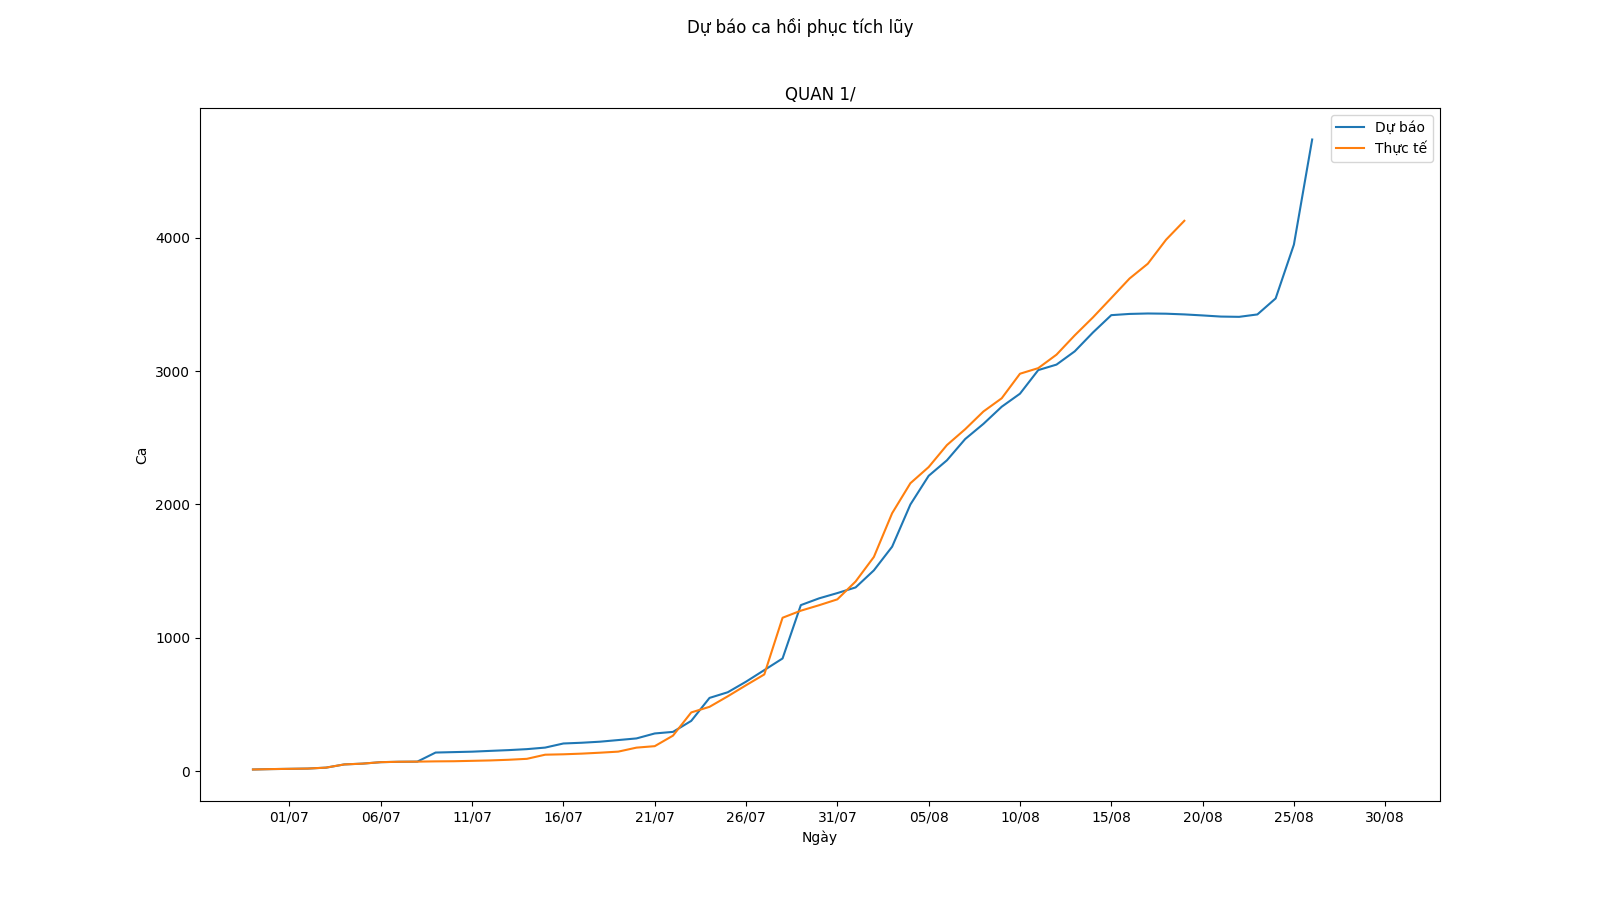 Dự báo ca hồi phục tích lũy
QUAN 1/
Dự báo
Thực tế
4000
3000
2000
1000
0
Ca
01/07 06/07 11/07 16/07 21/07 26/07 31/07 05/08 10/08 15/08 20/08 25/08 30/08
Ngày